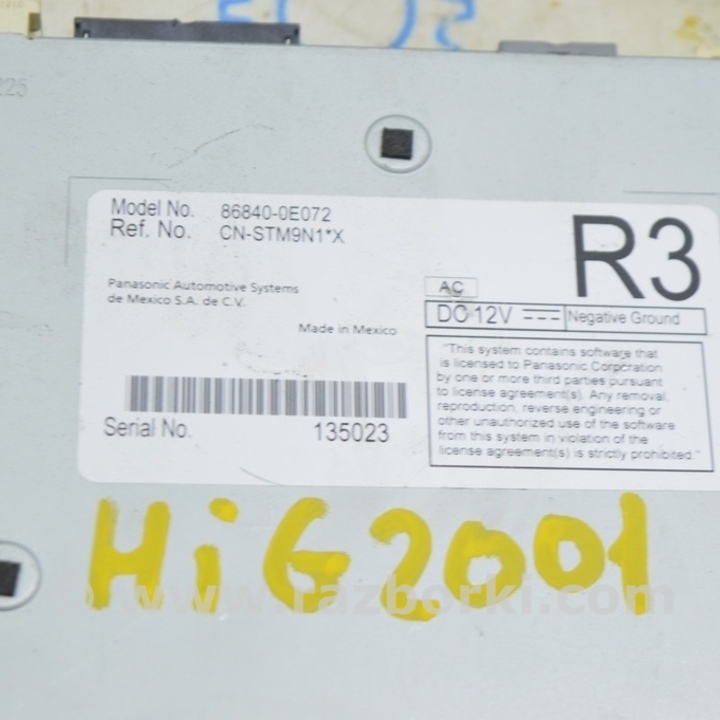 225
Model No. 86840-0E072
Ref. No. CN-STM9N1*X
R3
Panasonic Automotive Systems
de Mexico S.A. de C.V.
Made in Mexico
AC
DC 12V Negative Ground
"This system contains software that
is licensed to Panasonic Corporation
by one or more third parties pursuant
to license agreement(s). Any removal,
reproduction, reverse engineering or
other unauthorized use of the software
from this system in violation of the
license agreement(s) is strictly prohibited."
Serial No. 135023
HiG2001
www.razborki.com